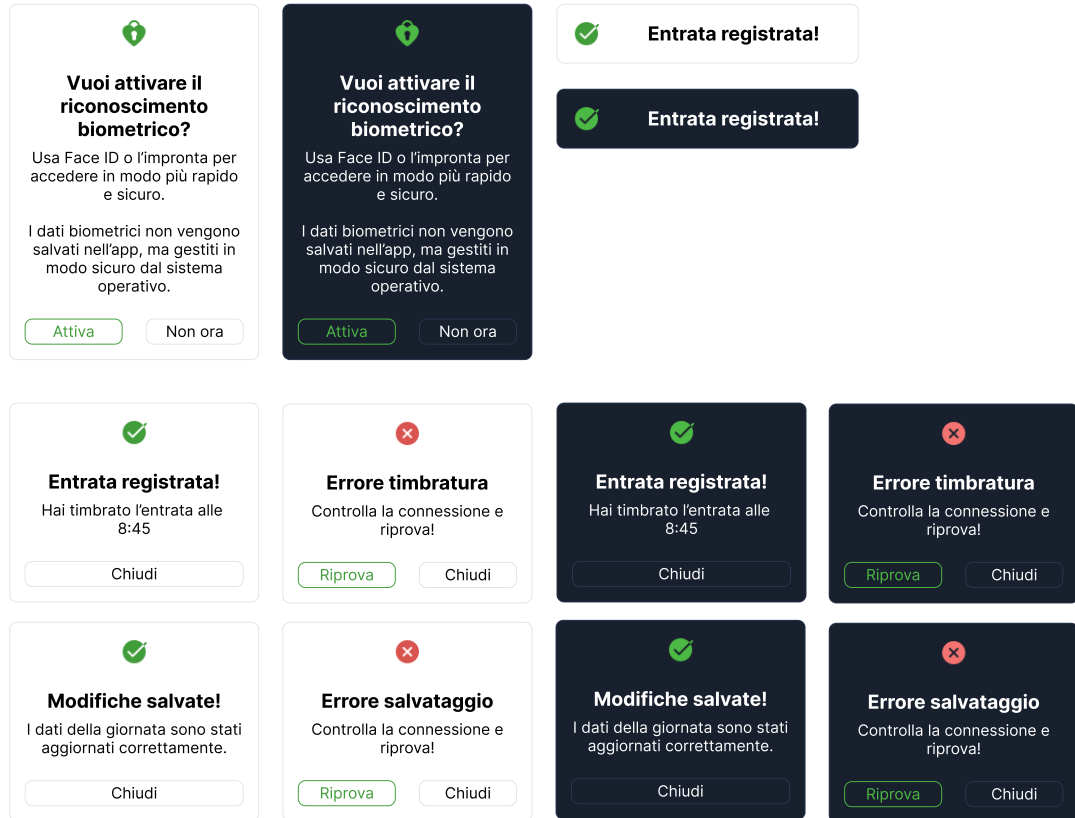 Vuoi attivare il
riconoscimento
biometrico?
Usa Face ID o l’impronta per
accedere in modo più rapido
e sicuro.
I dati biometrici non vengono
salvati nell’app, ma gestiti in
modo sicuro dal sistema
operativo.
Attiva
Non ora
Vuoi attivare il
riconoscimento
biometrico?
Usa Face ID o l’impronta per
accedere in modo più rapido
e sicuro.
I dati biometrici non vengono
salvati nell’app, ma gestiti in
modo sicuro dal sistema
operativo.
Attiva
Non ora
Entrata registrata!
Entrata registrata!
Entrata registrata!
Hai timbrato l’entrata alle
8:45
Chiudi
Errore timbratura
Controlla la connessione e
riprova!
Riprova
Chiudi
Entrata registrata!
Hai timbrato l’entrata alle
8:45
Chiudi
Errore timbratura
Controlla la connessione e
riprova!
Riprova
Chiudi
Modifiche salvate!
I dati della giornata sono stati
aggiornati correttamente.
Chiudi
Errore salvataggio
Controlla la connessione e
riprova!
Riprova
Chiudi
Modifiche salvate!
I dati della giornata sono stati
aggiornati correttamente.
Chiudi
Errore salvataggio
Controlla la connessione e
riprova!
Riprova
Chiudi